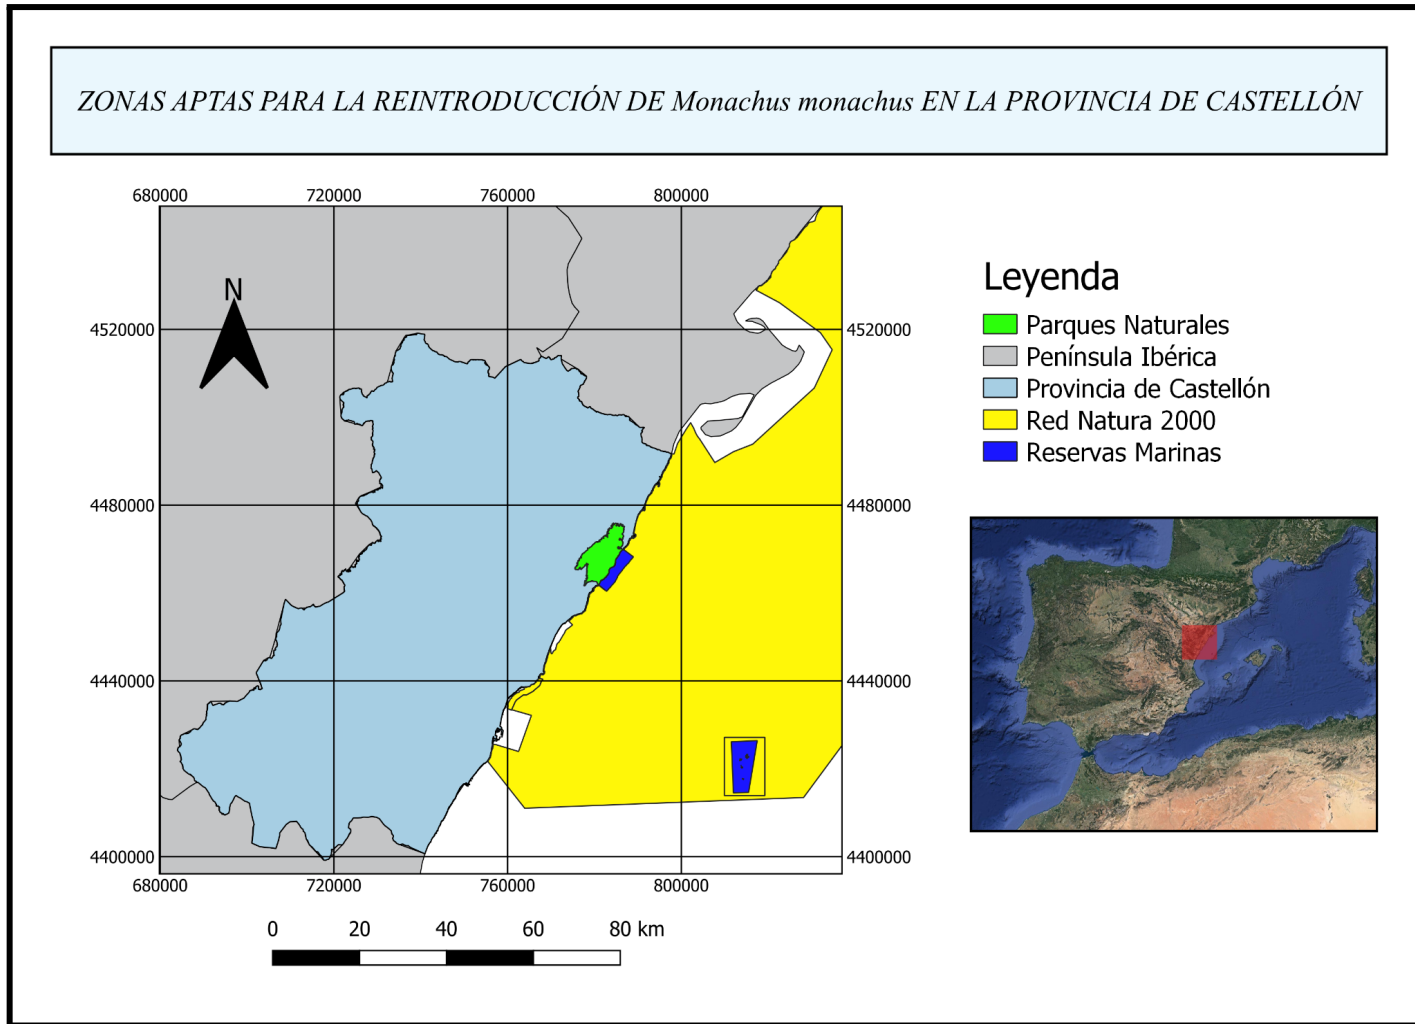 ZONAS APTAS PARA LA REINTRODUCCIÓN DE Monachus monachus EN LA PROVINCIA DE CASTELLÓN
680000 720000 760000 800000
N
4520000 4520000
4480000 4480000
4440000 4440000
4400000 4400000
680000 720000 760000 800000
0 20 40 60 80 km
Leyenda
Parques Naturales
Península Ibérica
Provincia de Castellón
Red Natura 2000
Reservas Marinas